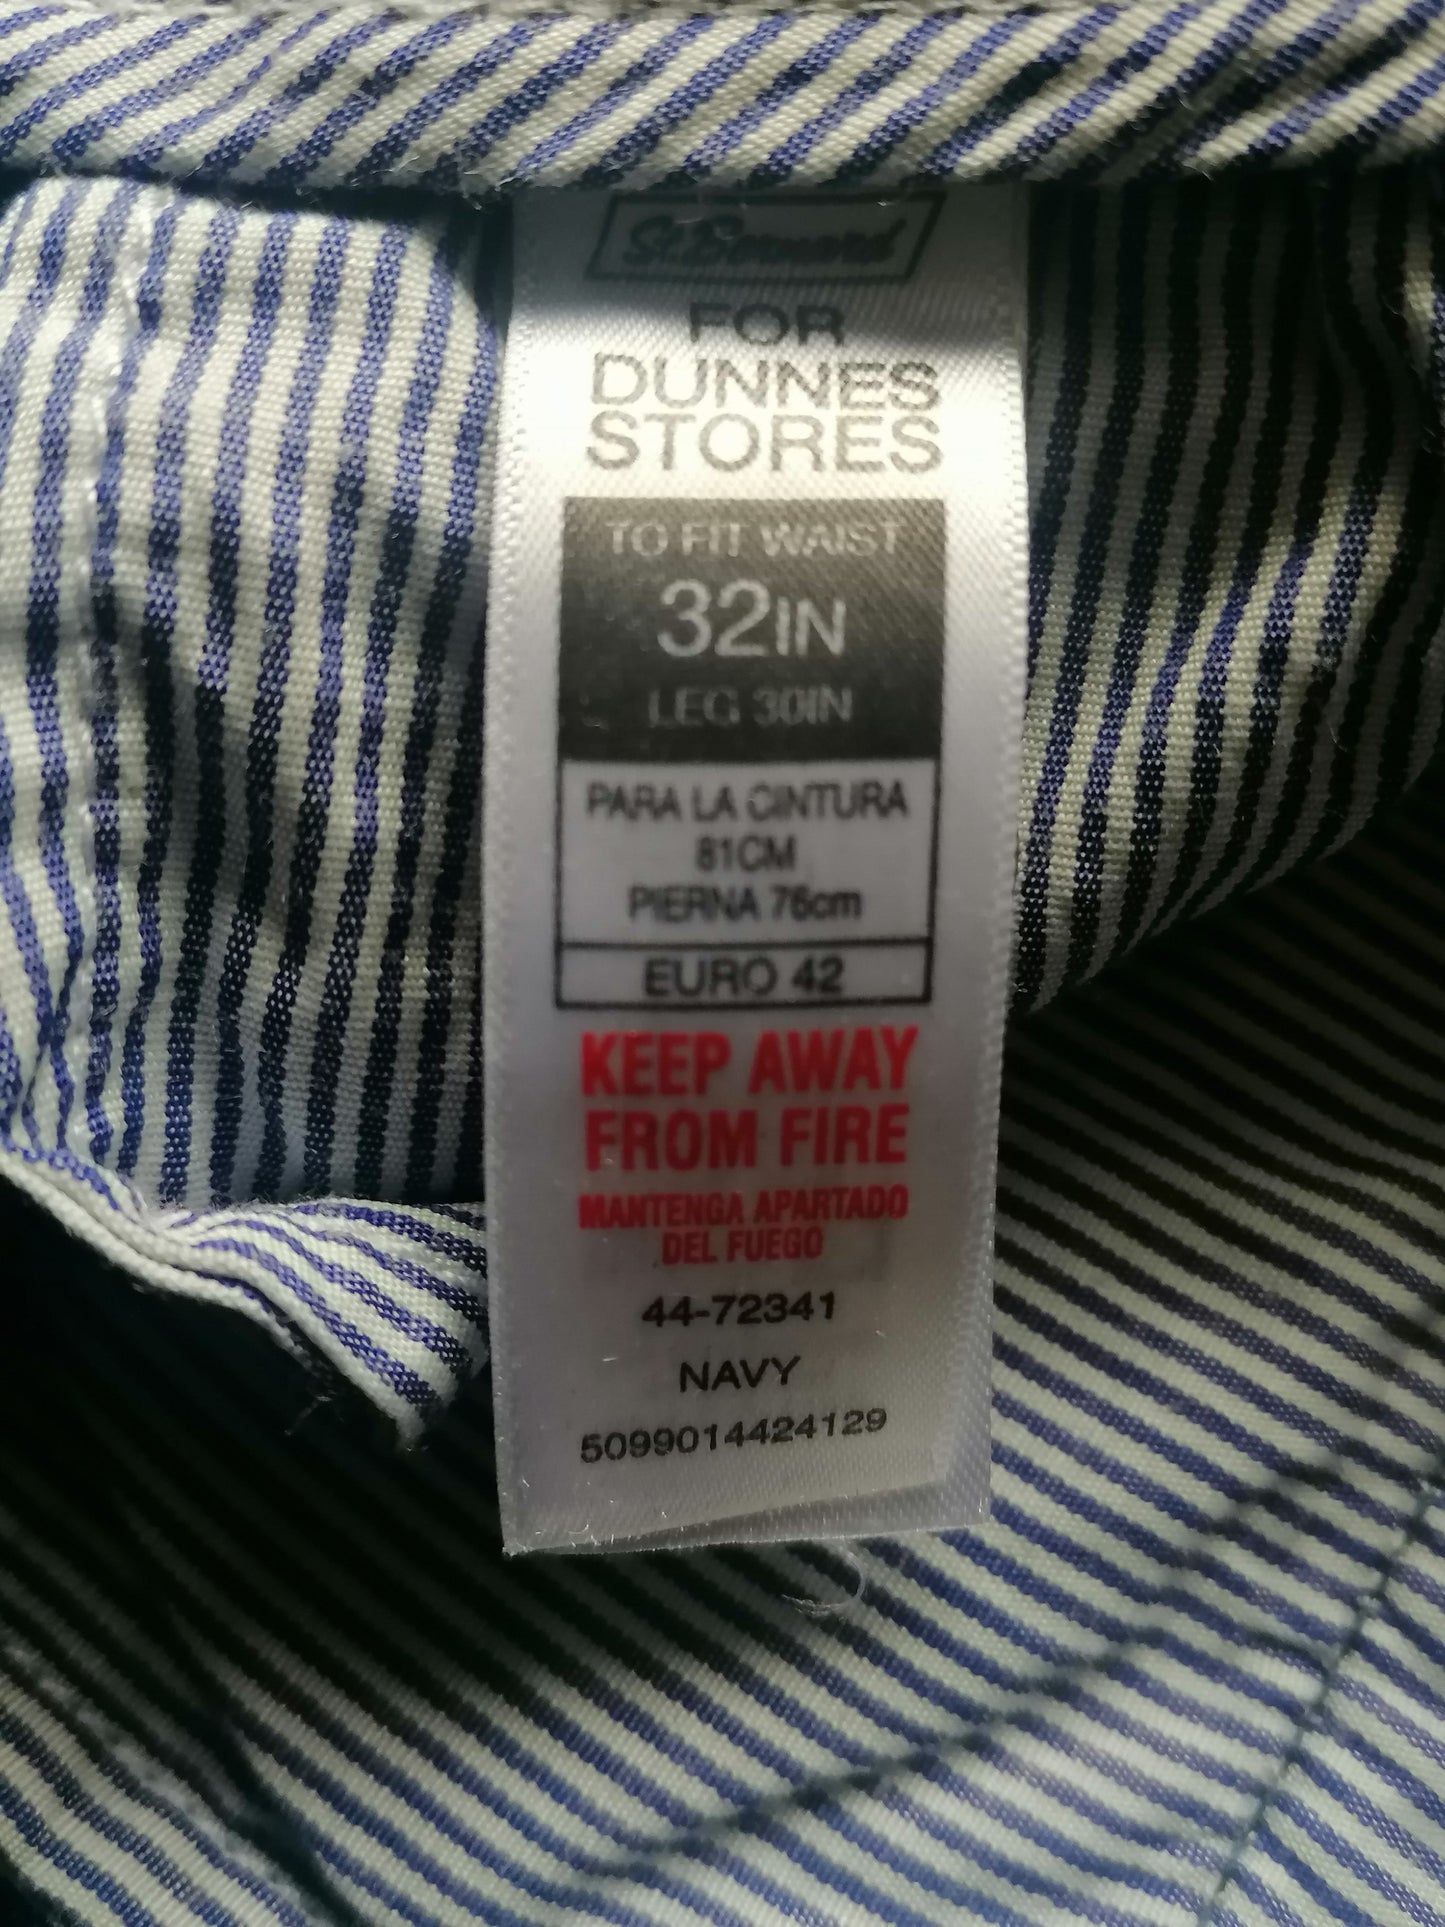 St. Bernard
FOR
DUNNES
STORES
TO FIT WAIST
32IN
LEG 30IN
PARA LA CINTURA
81CM
PIERNA 76cm
EURO 42
KEEP AWAY
FROM FIRE
MANTENGA APARTADO
DEL FUEGO
44-72341
NAVY
5099014424129